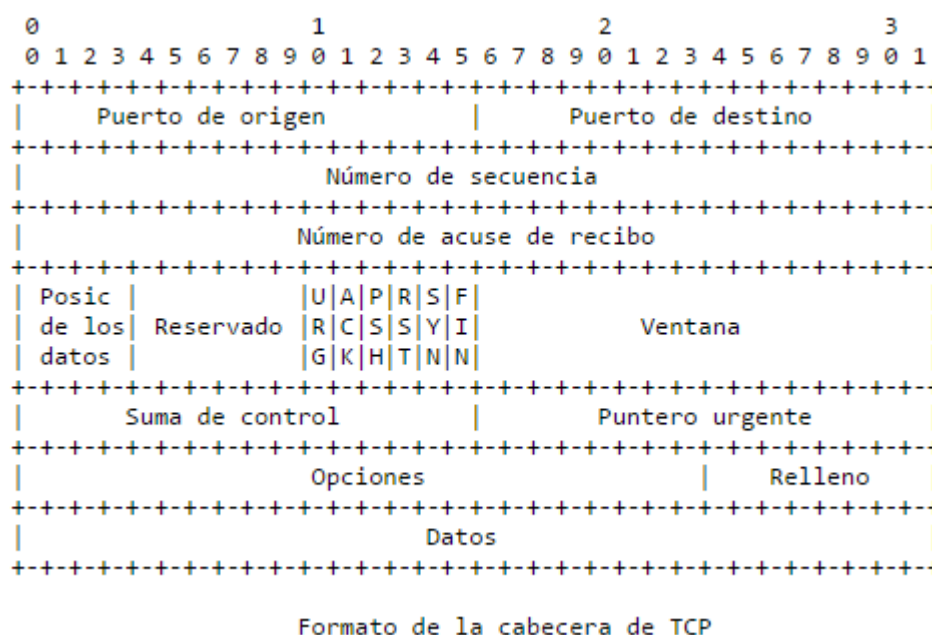 0                   1                   2                   3
 0 1 2 3 4 5 6 7 8 9 0 1 2 3 4 5 6 7 8 9 0 1 2 3 4 5 6 7 8 9 0 1
+-+-+-+-+-+-+-+-+-+-+-+-+-+-+-+-+-+-+-+-+-+-+-+-+-+-+-+-+-+-+-+--
|     Puerto de origen          |      Puerto de destino        |
+-+-+-+-+-+-+-+-+-+-+-+-+-+-+-+-+-+-+-+-+-+-+-+-+-+-+-+-+-+-+-+--
|                     Número de secuencia                       |
+-+-+-+-+-+-+-+-+-+-+-+-+-+-+-+-+-+-+-+-+-+-+-+-+-+-+-+-+-+-+-+--
|                   Número de acuse de recibo                   |
+-+-+-+-+-+-+-+-+-+-+-+-+-+-+-+-+-+-+-+-+-+-+-+-+-+-+-+-+-+-+-+--
| Posic |           |U|A|P|R|S|F|                               |
| de los| Reservado |R|C|S|S|Y|I|           Ventana             |
| datos |           |G|K|H|T|N|N|                               |
+-+-+-+-+-+-+-+-+-+-+-+-+-+-+-+-+-+-+-+-+-+-+-+-+-+-+-+-+-+-+-+--
|       Suma de control         |        Puntero urgente        |
+-+-+-+-+-+-+-+-+-+-+-+-+-+-+-+-+-+-+-+-+-+-+-+-+-+-+-+-+-+-+-+--
|                    Opciones                   |    Relleno    |
+-+-+-+-+-+-+-+-+-+-+-+-+-+-+-+-+-+-+-+-+-+-+-+-+-+-+-+-+-+-+-+--
|                            Datos                              |
+-+-+-+-+-+-+-+-+-+-+-+-+-+-+-+-+-+-+-+-+-+-+-+-+-+-+-+-+-+-+-+--
Formato de la cabecera de TCP